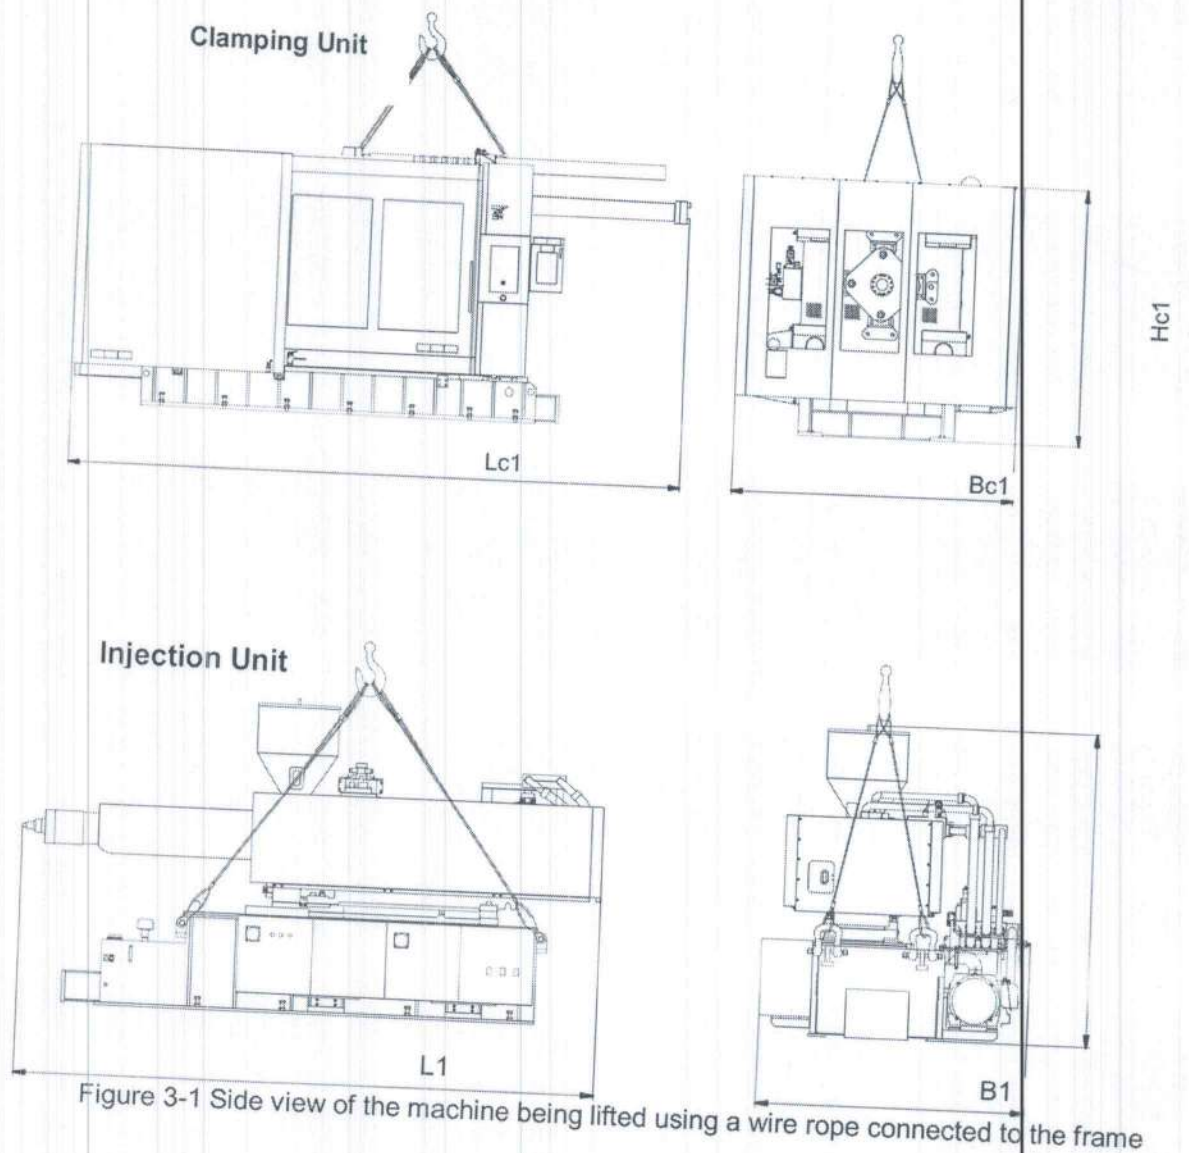 Clamping Unit
Hc1
Lc1
Bc1
Injection Unit
L1
B1
Figure 3-1 Side view of the machine being lifted using a wire rope connected to the frame